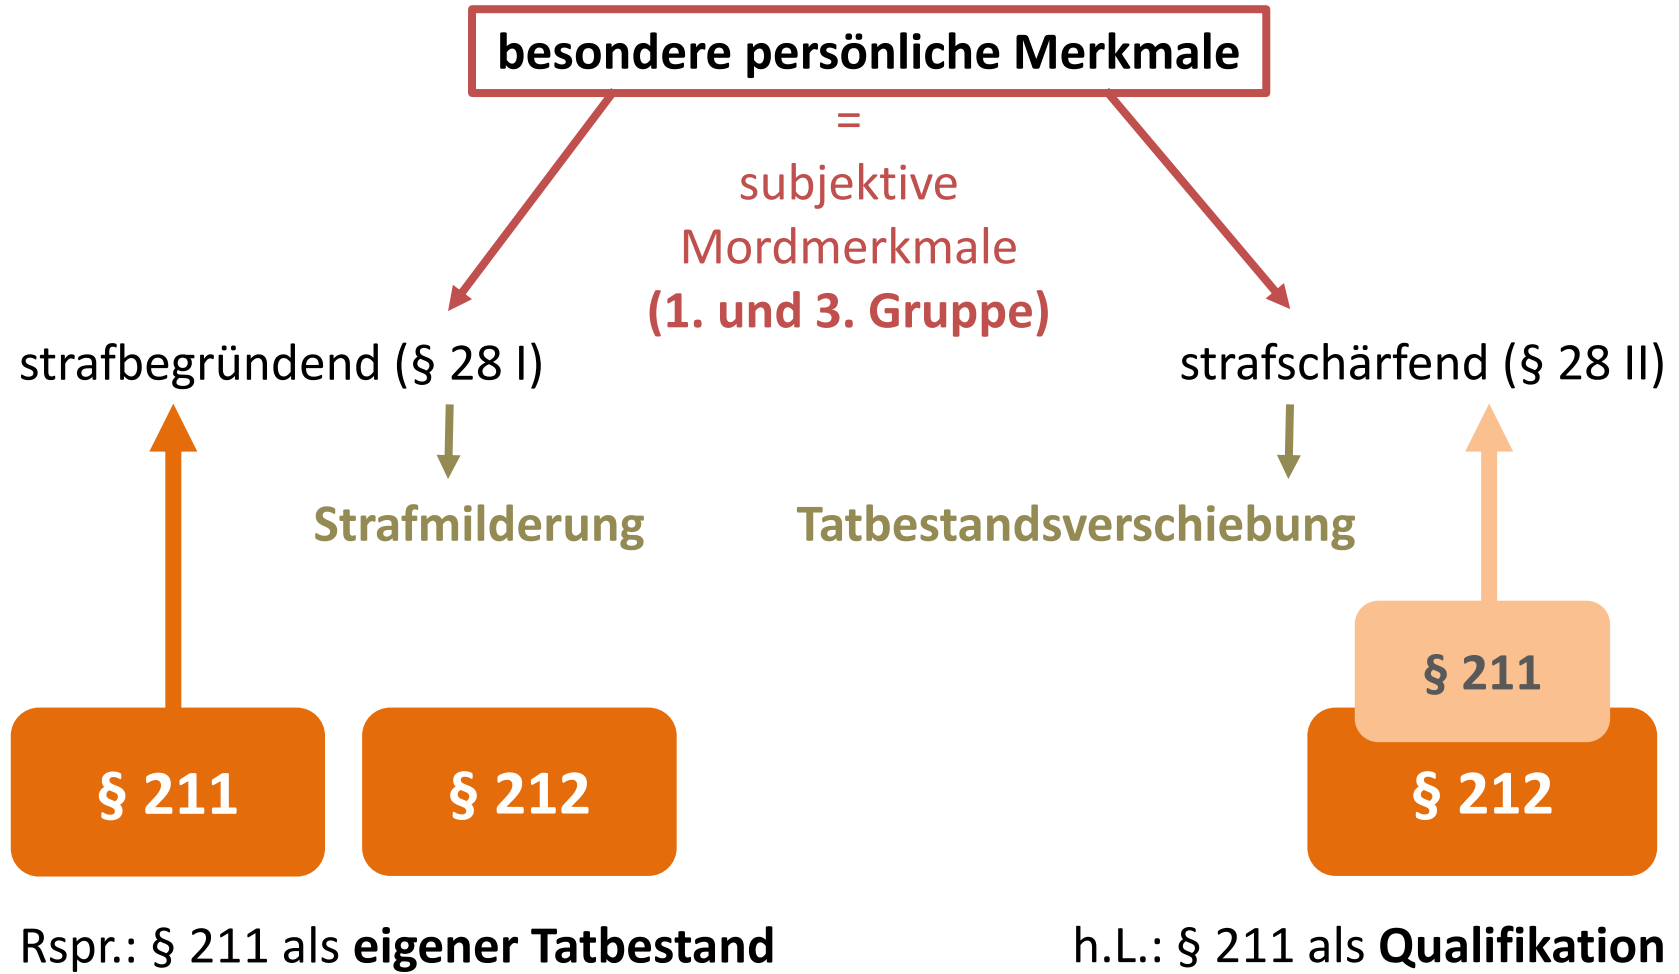 besondere persönliche Merkmale
=
subjektive
Mordmerkmale
(1. und 3. Gruppe)
strafbegründend (§ 28 I)
strafschärfend (§ 28 II)
Strafmilderung
Tatbestandsverschiebung
§ 211
§ 212
§ 211
§ 212
Rspr.: § 211 als eigener Tatbestand
h.L.: § 211 als Qualifikation